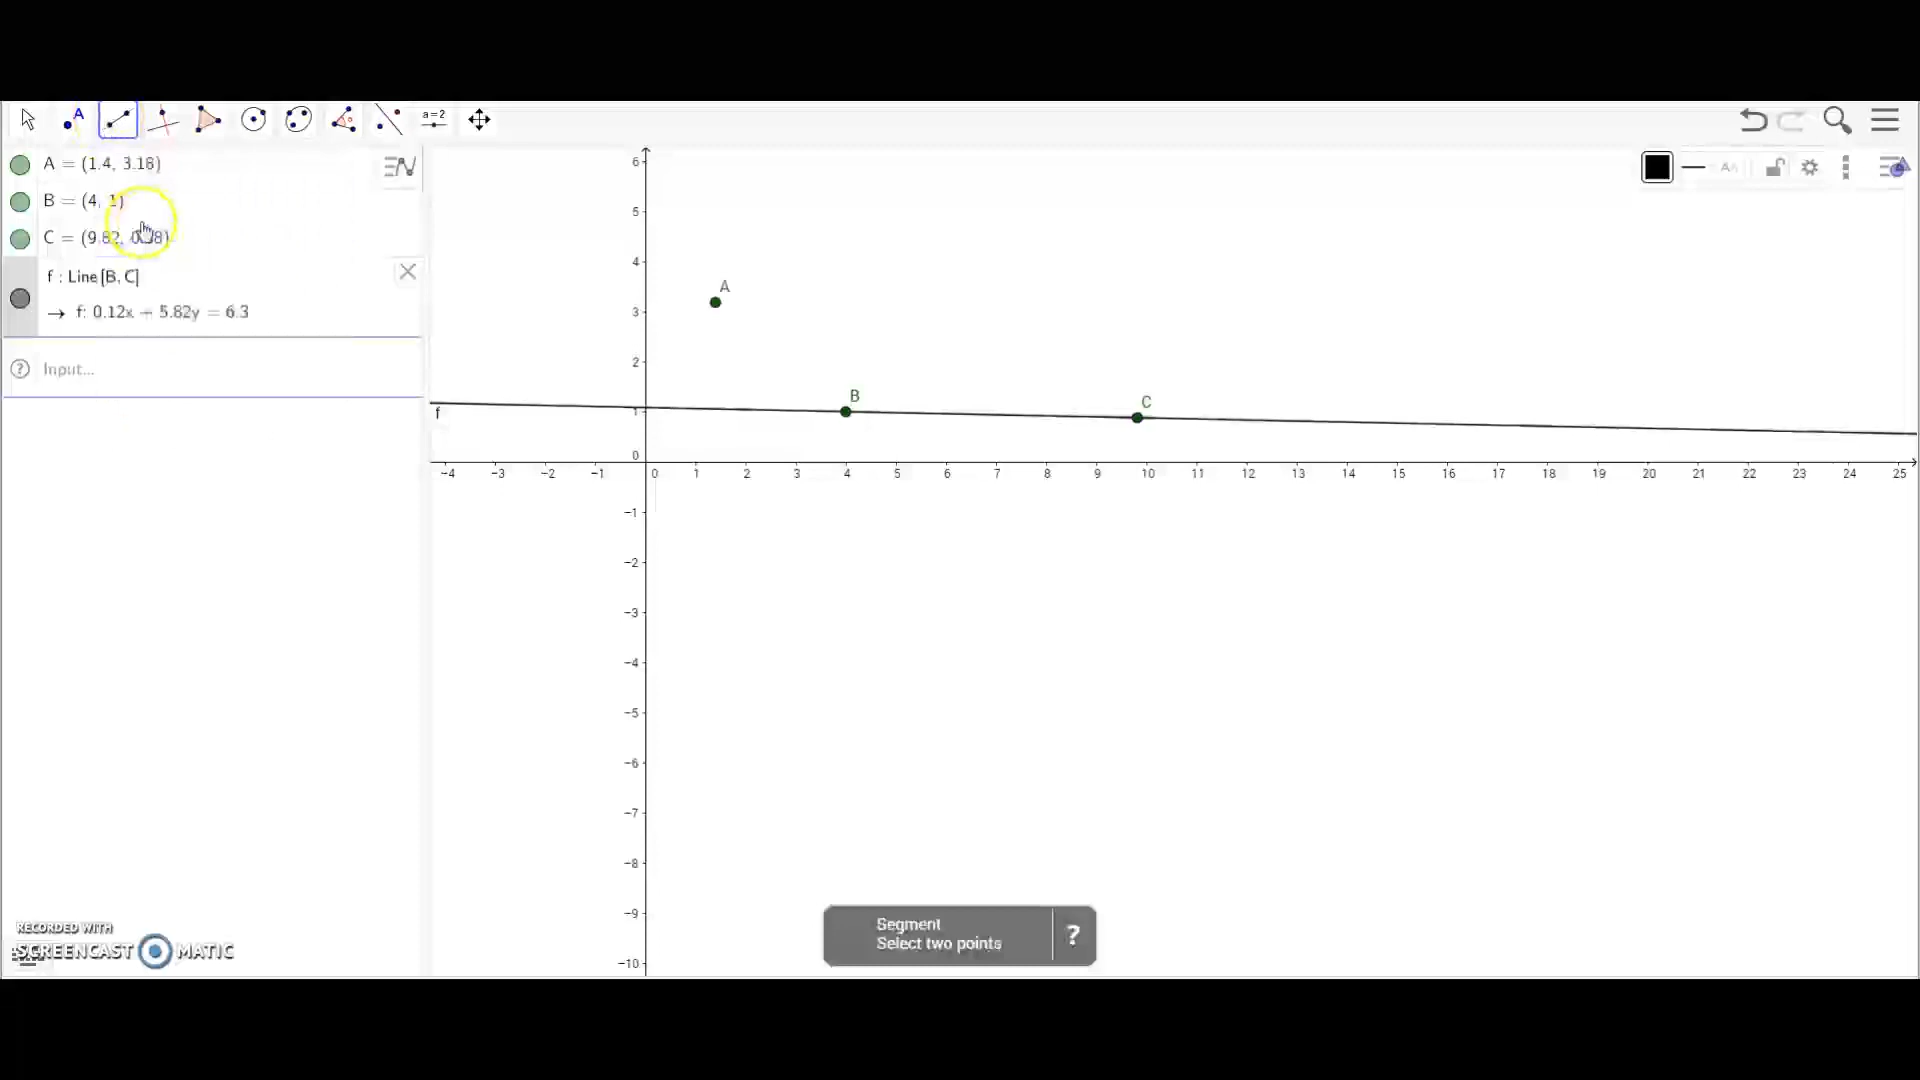 A
a=2
A = (1.4, 3.18)
B = (4, 1)
C = (9.82, 0.88)
f : Line[B, C]
→ f: 0.12x + 5.82y = 6.3
Input...
6
5
4
3
2
1
0
A
B
C
f
-4 -3 -2 -1 0 1 2 3 4 5 6 7 8 9 10 11 12 13 14 15 16 17 18 19 20 21 22 23 24 25
-1
-2
-3
-4
-5
-6
-7
-8
-9
-10
Segment
Select two points
?
RECORDED WITH
SCREENCAST MATIC